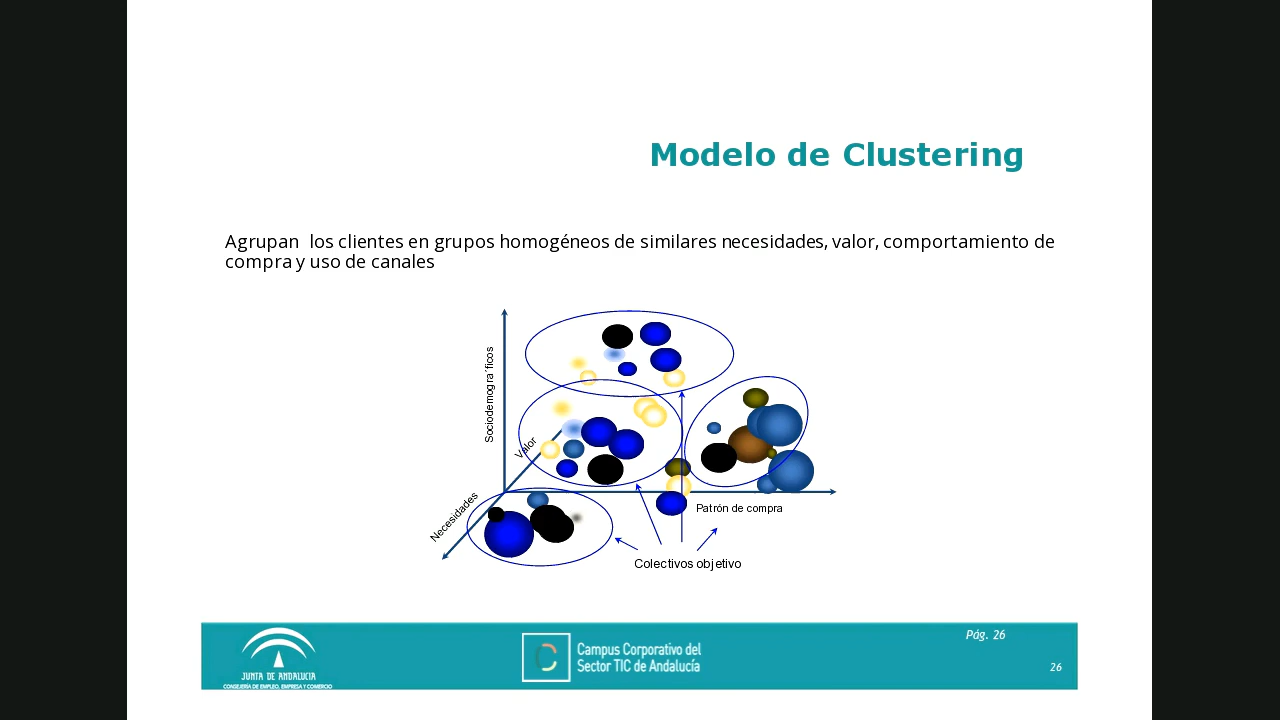 Modelo de Clustering
Agrupan los clientes en grupos homogéneos de similares necesidades, valor, comportamiento de
compra y uso de canales
Sociodemogra´ficos
Valor
Necesidades
Patrón de compra
Colectivos objetivo
Pág. 26
JUNTA DE ANDALUCIA
CONSEJERÍA DE EMPLEO, EMPRESA Y COMERCIO
Campus Corporativo del
Sector TIC de Andalucía
26